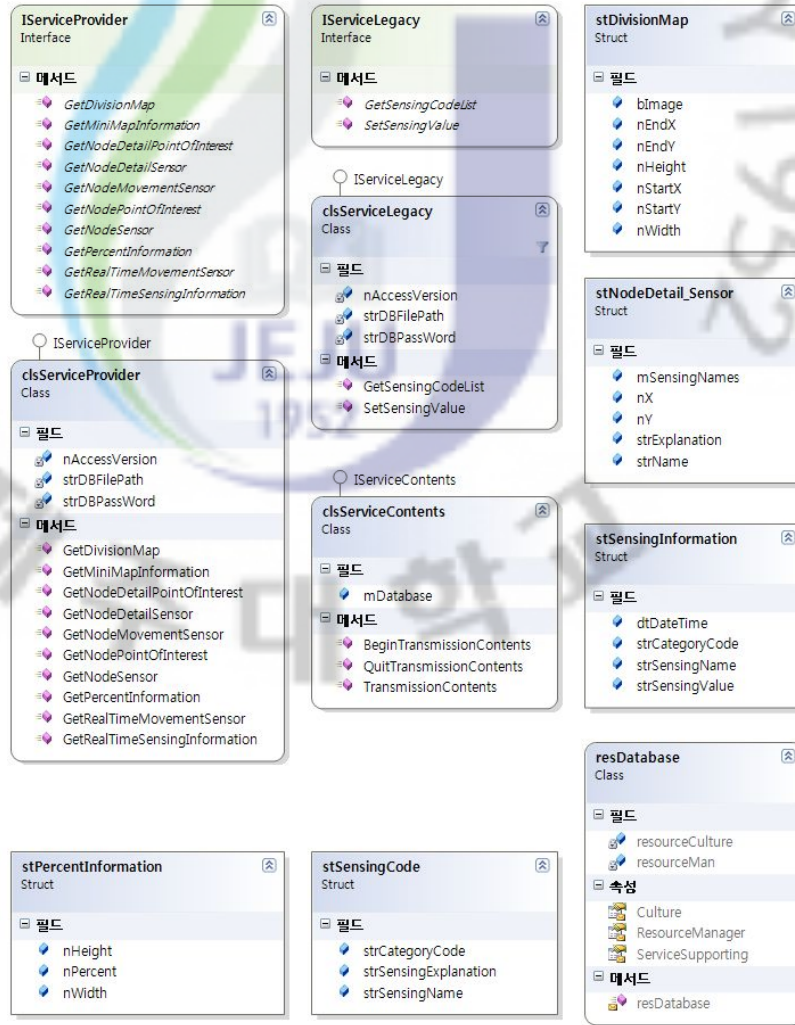 IServiceProvider
Interface
메서드
GetDivisionMap
GetMiniMapInformation
GetNodeDetailPointOfInterest
GetNodeDetailSensor
GetNodeMovementSensor
GetNodePointOfInterest
GetNodeSensor
GetPercentInformation
GetRealTimeMovementSensor
GetRealTimeSensingInformation
IServiceProvider
clsServiceProvider
Class
필드
nAccessVersion
strDBFilePath
strDBPassWord
메서드
GetDivisionMap
GetMiniMapInformation
GetNodeDetailPointOfInterest
GetNodeDetailSensor
GetNodeMovementSensor
GetNodePointOfInterest
GetNodeSensor
GetPercentInformation
GetRealTimeMovementSensor
GetRealTimeSensingInformation
stPercentInformation
Struct
필드
nHeight
nPercent
nWidth
IServiceLegacy
Interface
메서드
GetSensingCodeList
SetSensingValue
IServiceLegacy
clsServiceLegacy
Class
필드
nAccessVersion
strDBFilePath
strDBPassWord
메서드
GetSensingCodeList
SetSensingValue
IServiceContents
clsServiceContents
Class
필드
mDatabase
메서드
BeginTransmissionContents
QuitTransmissionContents
TransmissionContents
stSensingCode
Struct
필드
strCategoryCode
strSensingExplanation
strSensingName
stDivisionMap
Struct
필드
bImage
nEndX
nEndY
nHeight
nStartX
nStartY
nWidth
stNodeDetail_Sensor
Struct
필드
mSensingNames
nX
nY
strExplanation
strName
stSensingInformation
Struct
필드
dtDateTime
strCategoryCode
strSensingName
strSensingValue
resDatabase
Class
필드
resourceCulture
resourceMan
속성
Culture
ResourceManager
ServiceSupporting
메서드
resDatabase
JEJU
1952
1952
대학교